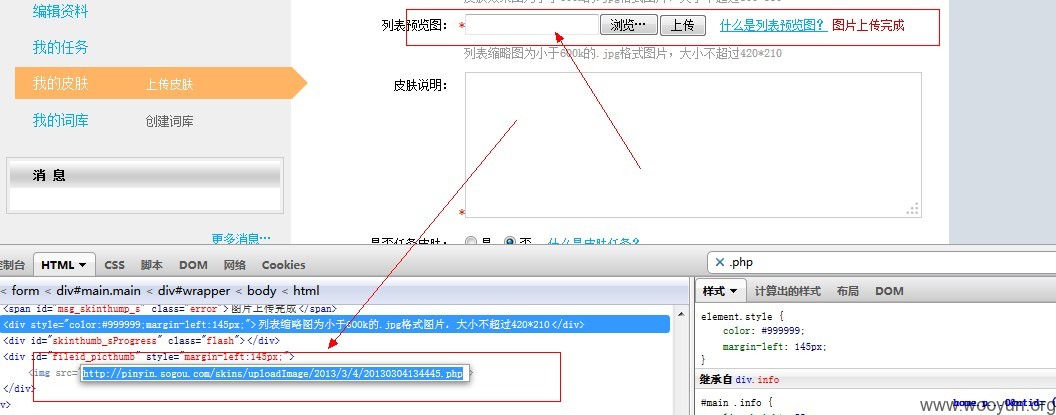 编辑资料
我的任务
我的皮肤 上传皮肤
我的词库 创建词库
消 息
更多消息…
列表预览图: * 浏览… 上传 什么是列表预览图? 图片上传完成
列表缩略图为小于600k的.jpg格式图片，大小不超过420*210
皮肤说明:
*
是否任务皮肤: 是 否 什么是皮肤任务?
控制台 HTML CSS 脚本 DOM 网络 Cookies
.php
< form < div#main.main < div#wrapper < body < html
样式 计算出的样式 布局 DOM
<span id="msg_skinthump_s" class="error">图片上传完成</span>
<div style="color:#999999;margin-left:145px;">列表缩略图为小于600k的.jpg格式图片，大小不超过420*210</div>
<div id="skinthumb_sProgress" class="flash"></div>
<div id="fileid_picthumb" style="margin-left:145px;">
<img src="http://pinyin.sogou.com/skins/uploadImage/2013/3/4/20130304134445.php
</div>
v>
element.style {
color: #999999;
margin-left: 145px;
}
继承自 div.info
#main .info {
www.wooyun.org